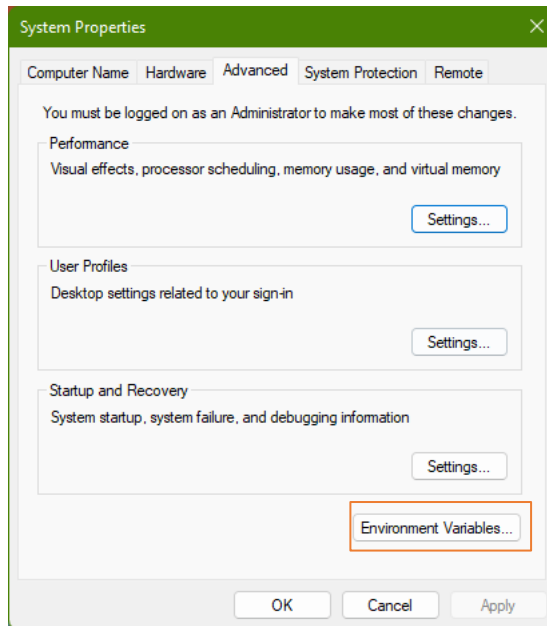 System Properties
Computer Name Hardware Advanced System Protection Remote
You must be logged on as an Administrator to make most of these changes.
Performance
Visual effects, processor scheduling, memory usage, and virtual memory
Settings...
User Profiles
Desktop settings related to your sign-in
Settings...
Startup and Recovery
System startup, system failure, and debugging information
Settings...
Environment Variables...
OK Cancel Apply